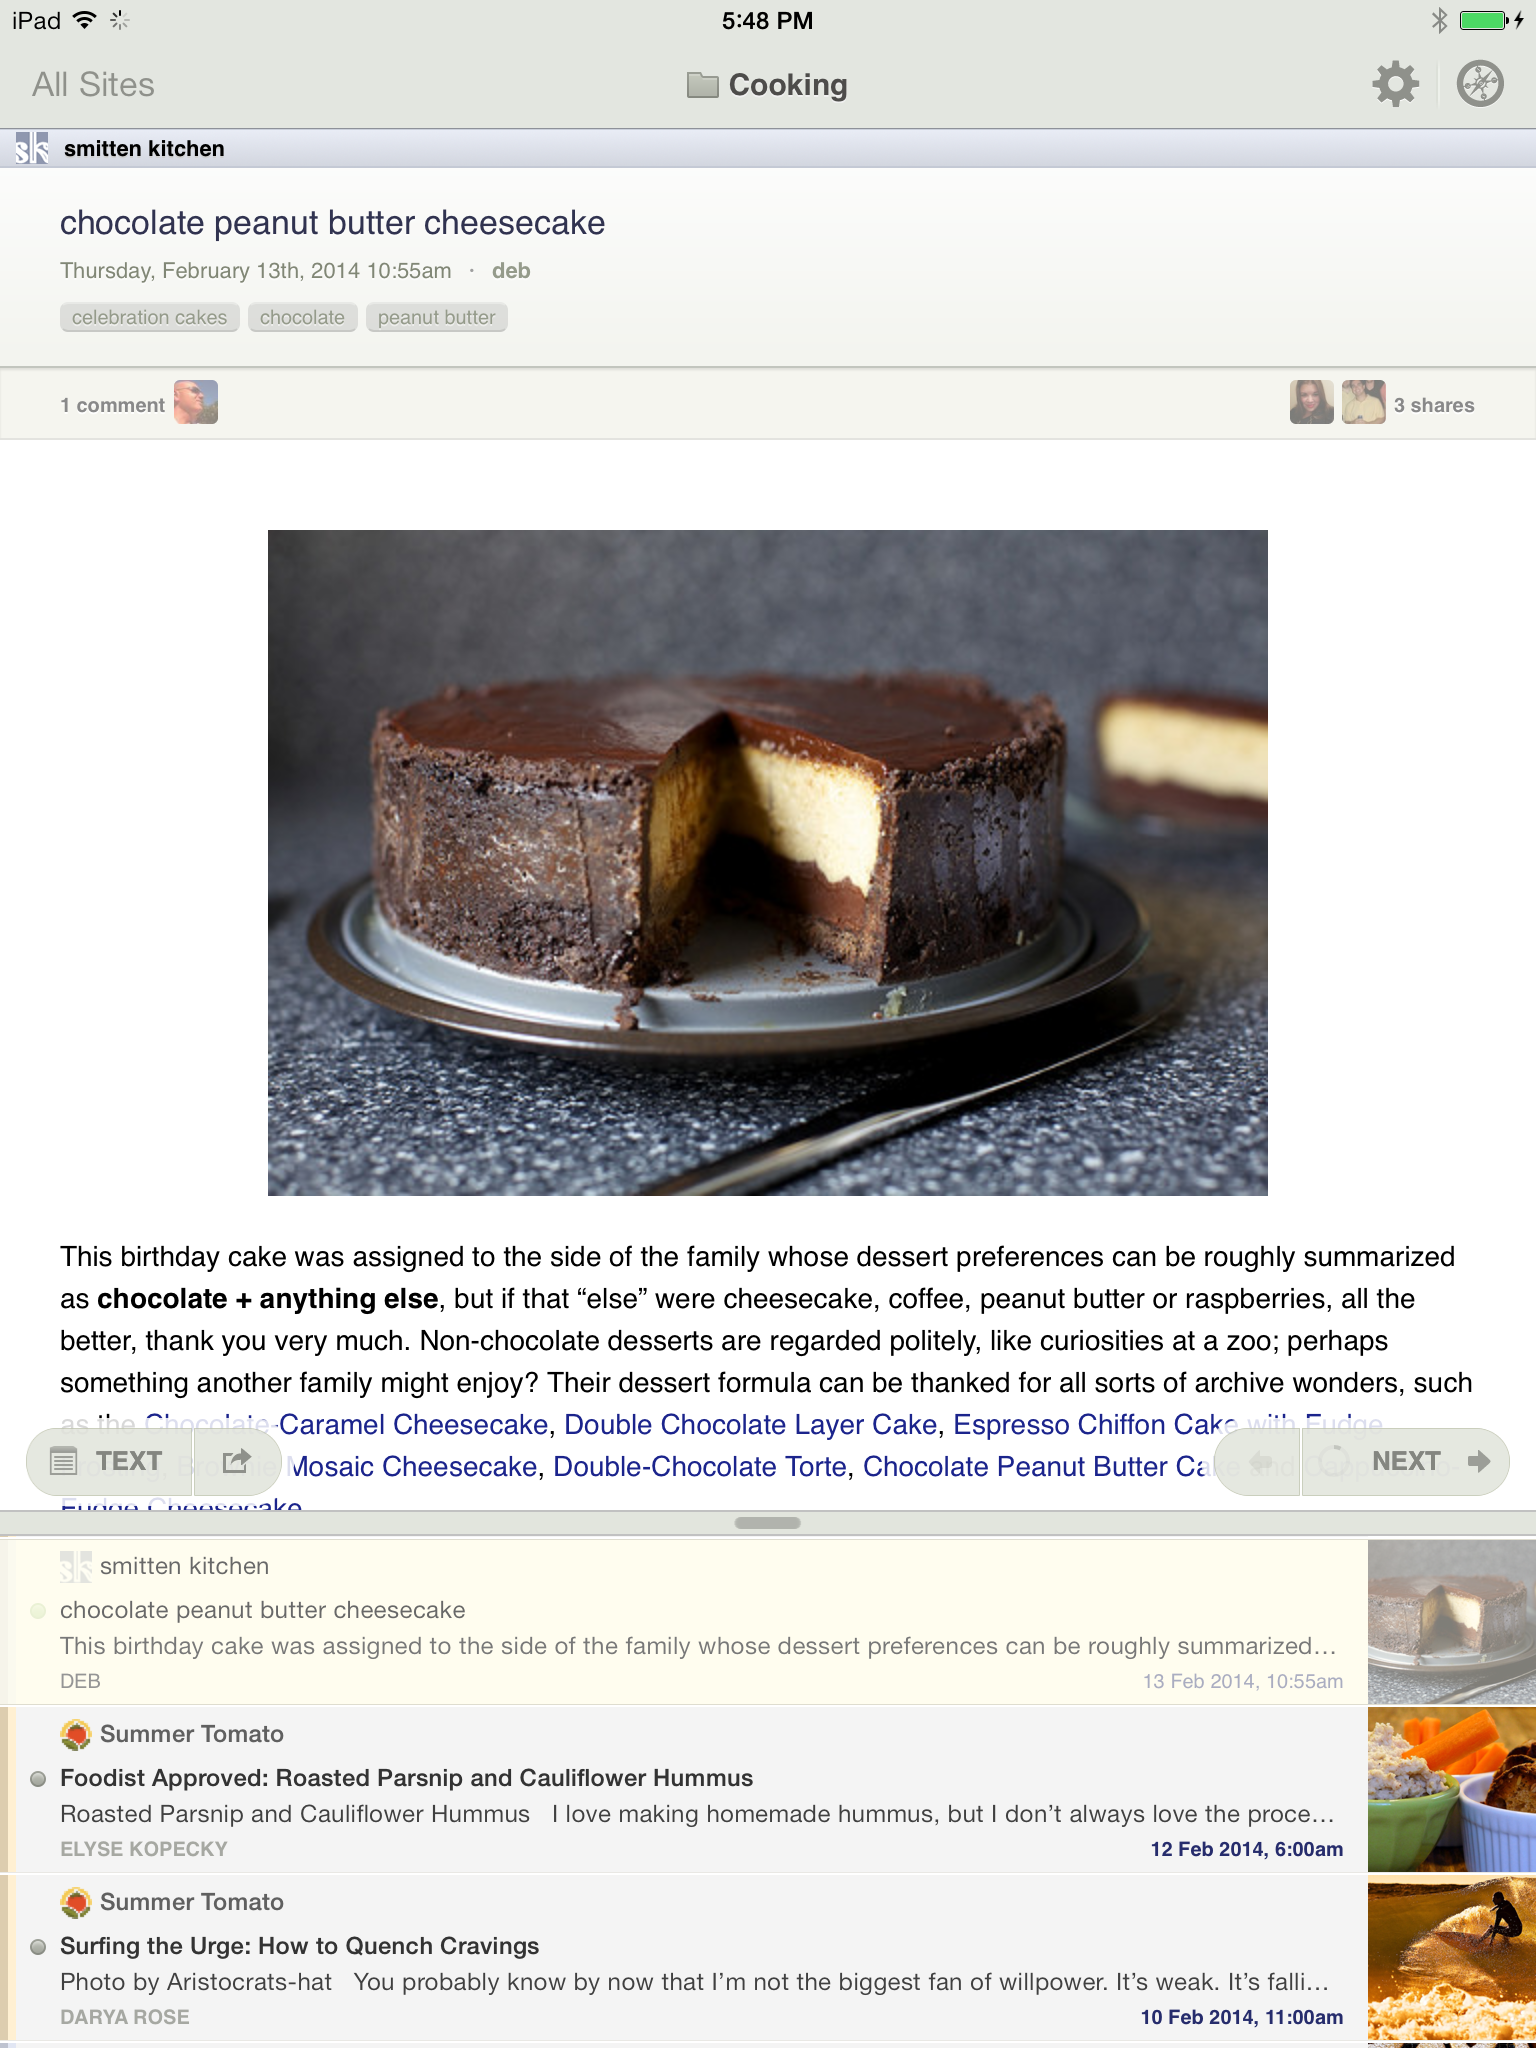 iPad
5:48 PM
All Sites
Cooking
sk smitten kitchen
chocolate peanut butter cheesecake
Thursday, February 13th, 2014 10:55am · deb
celebration cakes chocolate peanut butter
1 comment
3 shares
This birthday cake was assigned to the side of the family whose dessert preferences can be roughly summarized
as chocolate + anything else, but if that “else” were cheesecake, coffee, peanut butter or raspberries, all the
better, thank you very much. Non-chocolate desserts are regarded politely, like curiosities at a zoo; perhaps
something another family might enjoy? Their dessert formula can be thanked for all sorts of archive wonders, such
as the Chocolate-Caramel Cheesecake, Double Chocolate Layer Cake, Espresso Chiffon Cake with Fudge
Mosaic Cheesecake, Double-Chocolate Torte, Chocolate Peanut Butter Cake and
Fudge Cheesecake
TEXT
NEXT
sk smitten kitchen
chocolate peanut butter cheesecake
This birthday cake was assigned to the side of the family whose dessert preferences can be roughly summarized…
DEB
13 Feb 2014, 10:55am
Summer Tomato
Foodist Approved: Roasted Parsnip and Cauliflower Hummus
Roasted Parsnip and Cauliflower Hummus I love making homemade hummus, but I don’t always love the proce…
ELYSE KOPECKY
12 Feb 2014, 6:00am
Summer Tomato
Surfing the Urge: How to Quench Cravings
Photo by Aristocrats-hat You probably know by now that I’m not the biggest fan of willpower. It’s weak. It’s falli…
DARYA ROSE
10 Feb 2014, 11:00am